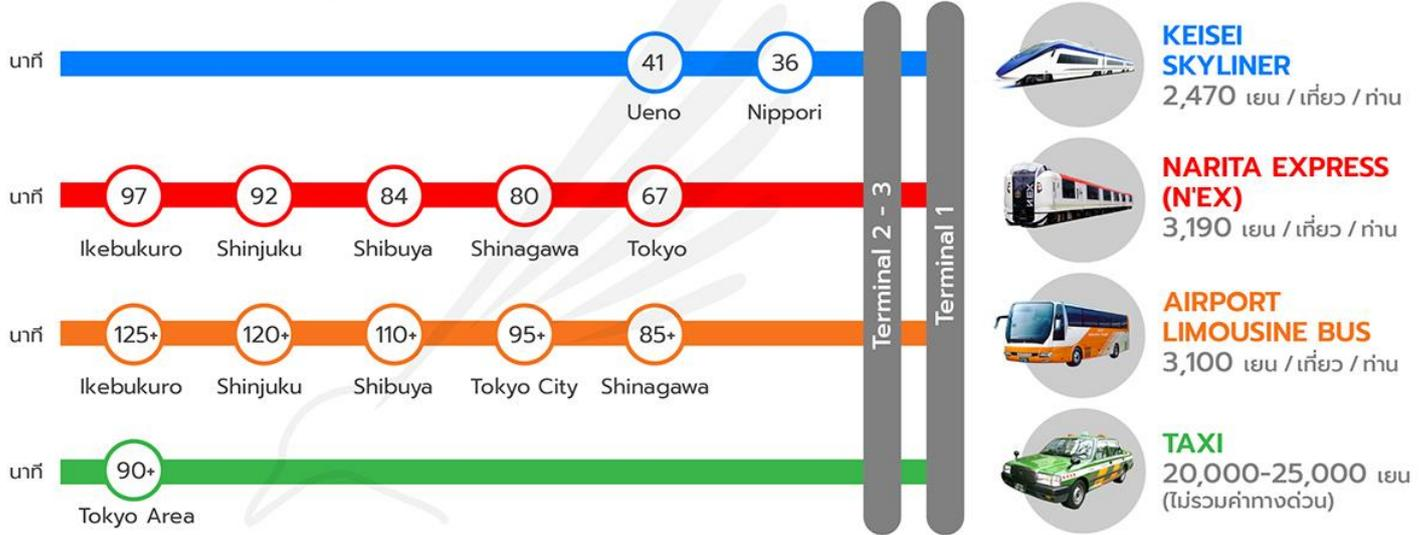 นาที
41
36
Ueno
Nippori
KEISEI
SKYLINER
2,470 เยน / เที่ยว / ท่าน
นาที
97
92
84
80
67
Ikebukuro
Shinjuku
Shibuya
Shinagawa
Tokyo
NARITA EXPRESS
(N'EX)
3,190 เยน / เที่ยว / ท่าน
N'EX
นาที
125+
120+
110+
95+
85+
Ikebukuro
Shinjuku
Shibuya
Tokyo City
Shinagawa
AIRPORT
LIMOUSINE BUS
3,100 เยน / เที่ยว / ท่าน
นาที
90+
Tokyo Area
Terminal 2 - 3
Terminal 1
TAXI
20,000-25,000 เยน
(ไม่รวมค่าทางด่วน)